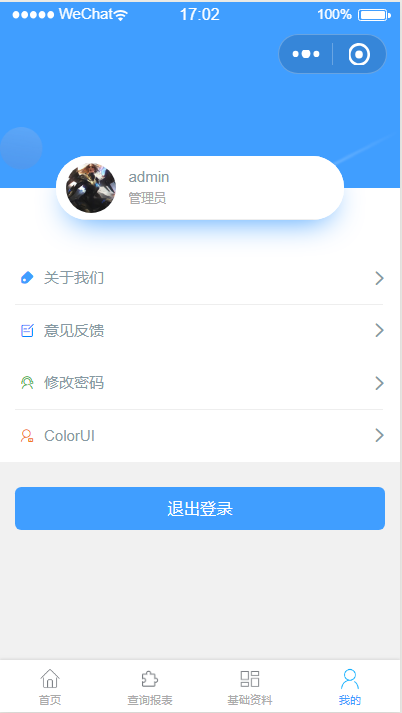 WeChat 17:02 100%
admin
管理员
关于我们
意见反馈
修改密码
ColorUI
退出登录
首页 查询报表 基础资料 我的